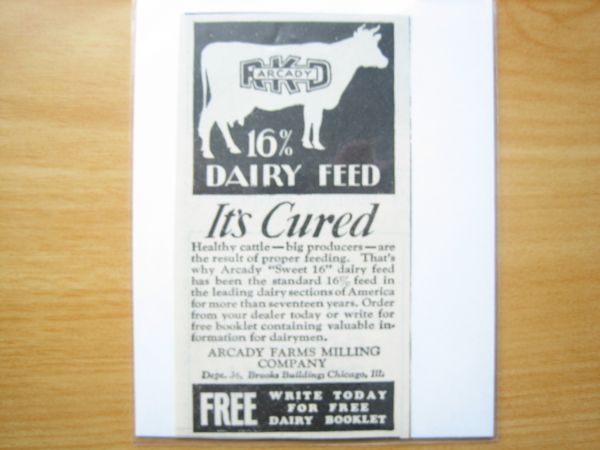 RKD
ARCADY
16%
DAIRY FEED
It's Cured
Healthy cattle—big producers—are
the result of proper feeding. That's
why Arcady "Sweet 16" dairy feed
has been the standard 16% feed in
the leading dairy sections of America
for more than seventeen years. Order
from your dealer today or write for
free booklet containing valuable in-
formation for dairymen.
ARCADY FARMS MILLING
COMPANY
Dept. 36, Brooks Building; Chicago, Ill.
FREE
WRITE TODAY
FOR FREE
DAIRY BOOKLET